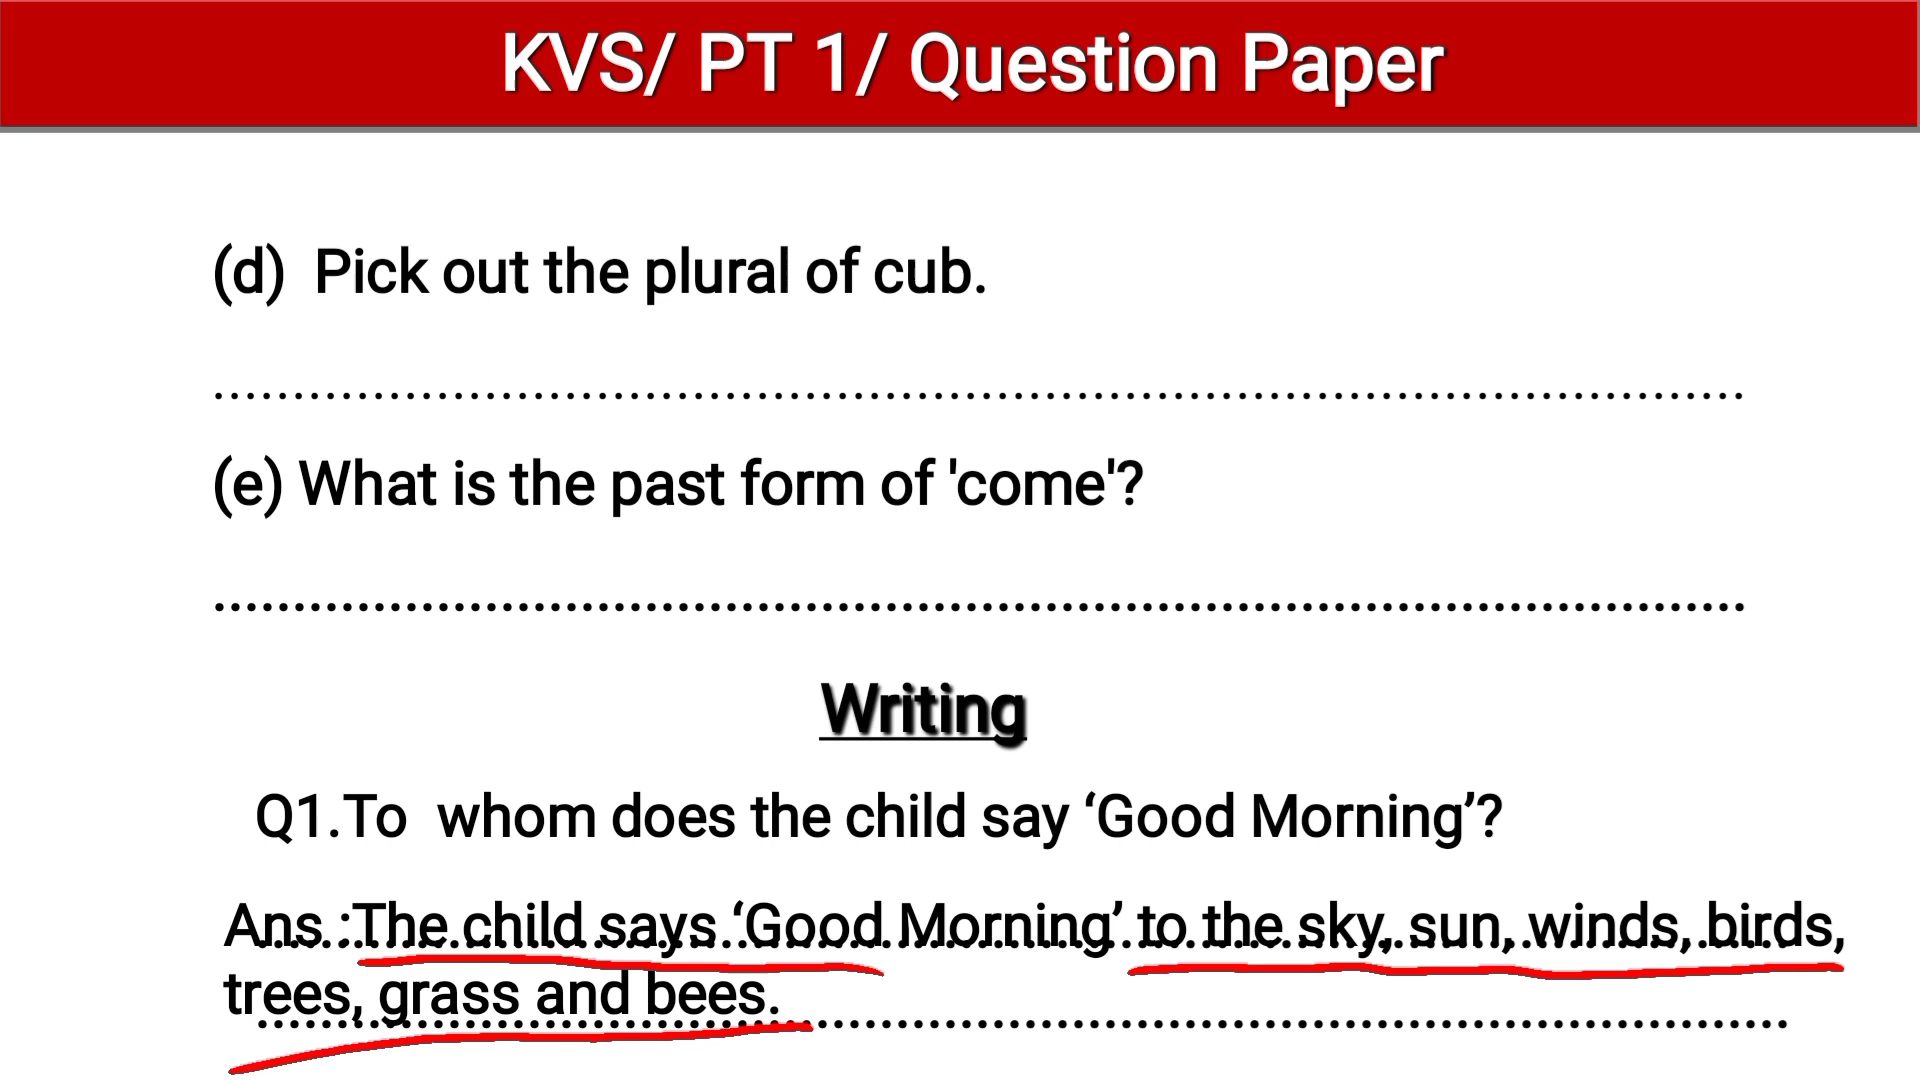 KVS/ PT 1/ Question Paper
(d) Pick out the plural of cub.
................................................................................................
(e) What is the past form of 'come'?
................................................................................................
Writing
Q1.To whom does the child say ‘Good Morning’?
Ans :The child says ‘Good Morning’ to the sky, sun, winds, birds,
trees, grass and bees.